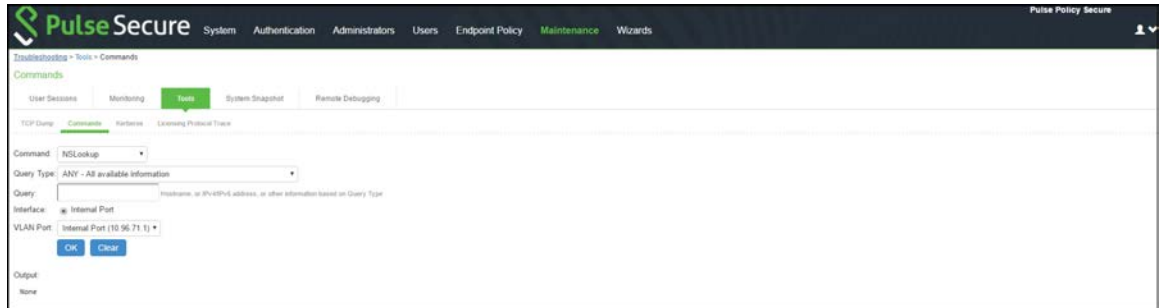 Pulse Policy Secure
Pulse Secure System Authentication Administrators Users Endpoint Policy Maintenance Wizards
Troubleshooting > Tools > Commands
Commands
User Sessions Monitoring Tools System Snapshot Remote Debugging
TCP Dump Commands Kerberos Licensing Protocol Trace
Command: NSLookup
Query Type: ANY - All available information
Query: Hostname, or IPv4/IPv6 address, or other information based on Query Type
Interface: Internal Port
VLAN Port: Internal Port (10.96.71.1)
OK Clear
Output:
None